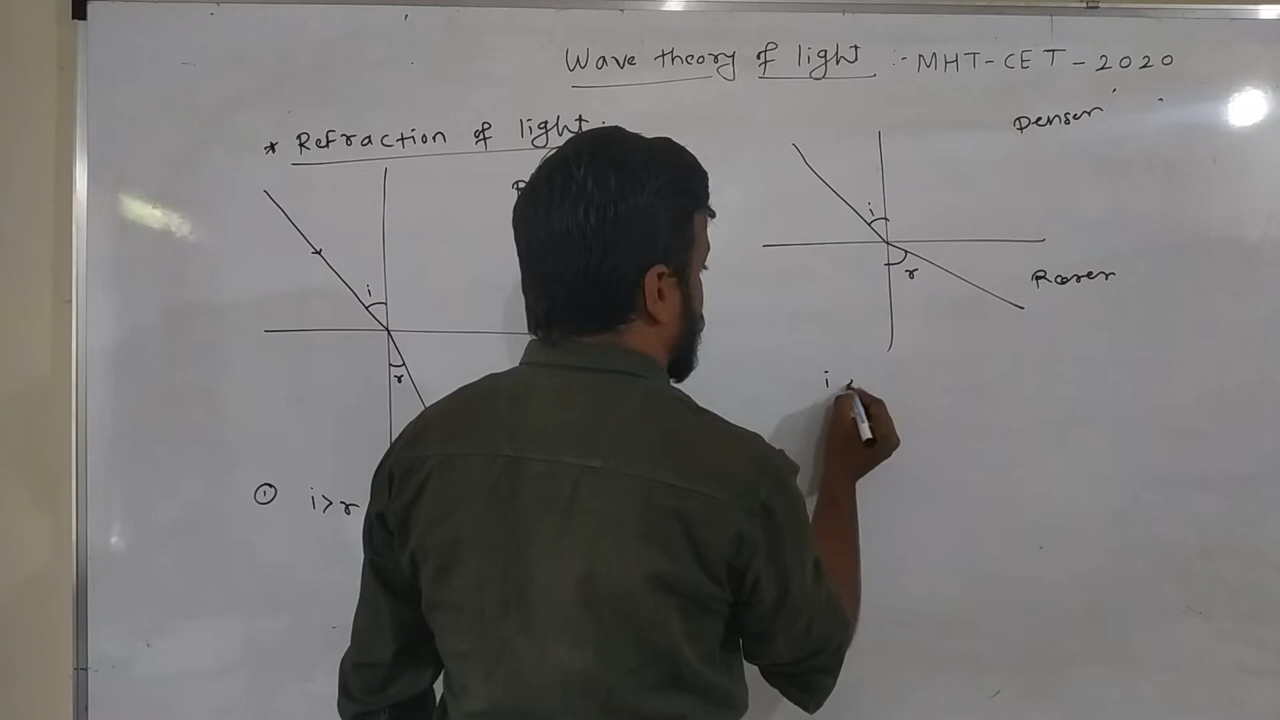 Wave theory of light :- MHT-CET-2020
* Refraction of light :
Denser
i
r
Rarer
i
r
i
① i>r